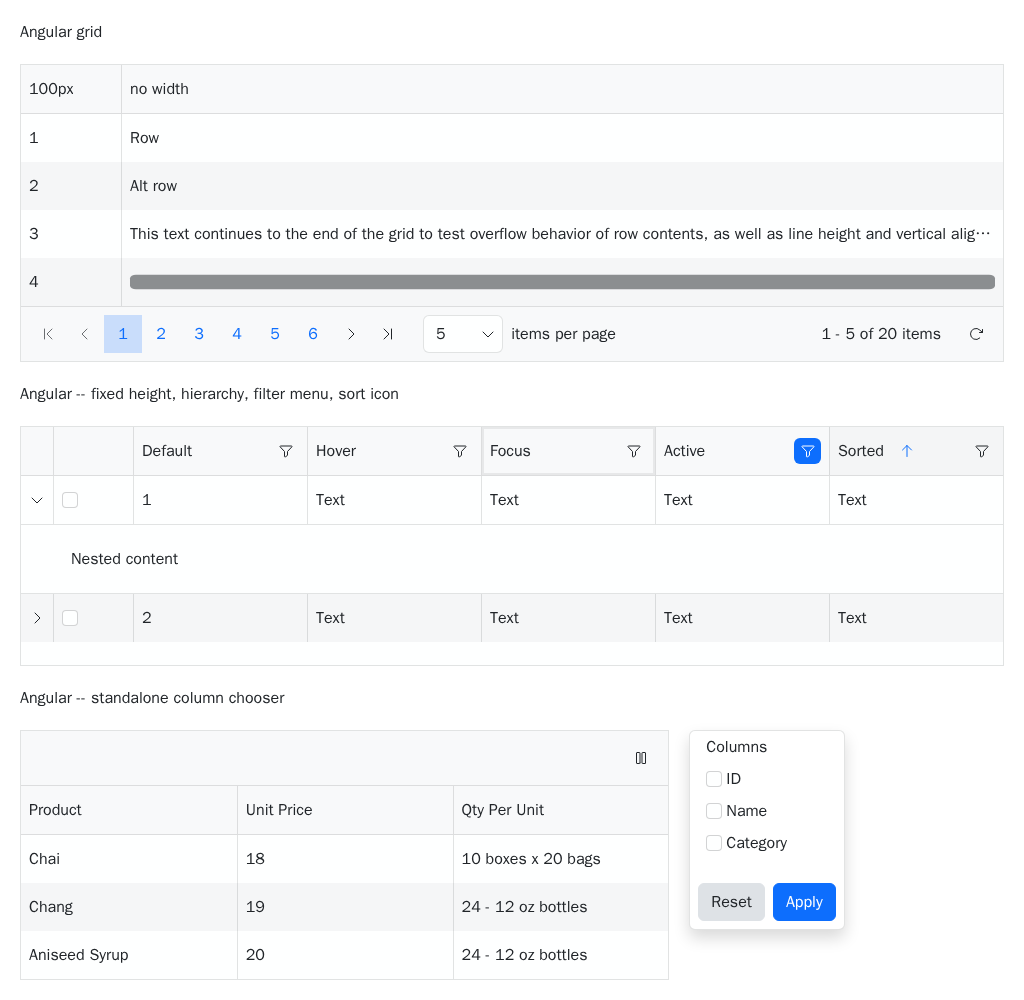 Angular grid
100px no width
1 Row
2 Alt row
3 This text continues to the end of the grid to test overflow behavior of row contents, as well as line height and vertical alig…
4
1 2 3 4 5 6 5 items per page 1 - 5 of 20 items
Angular -- fixed height, hierarchy, filter menu, sort icon
Default Hover Focus Active Sorted
1 Text Text Text Text
Nested content
2 Text Text Text Text
Angular -- standalone column chooser
Product Unit Price Qty Per Unit
Chai 18 10 boxes x 20 bags
Chang 19 24 - 12 oz bottles
Aniseed Syrup 20 24 - 12 oz bottles
Columns
ID
Name
Category
Reset Apply